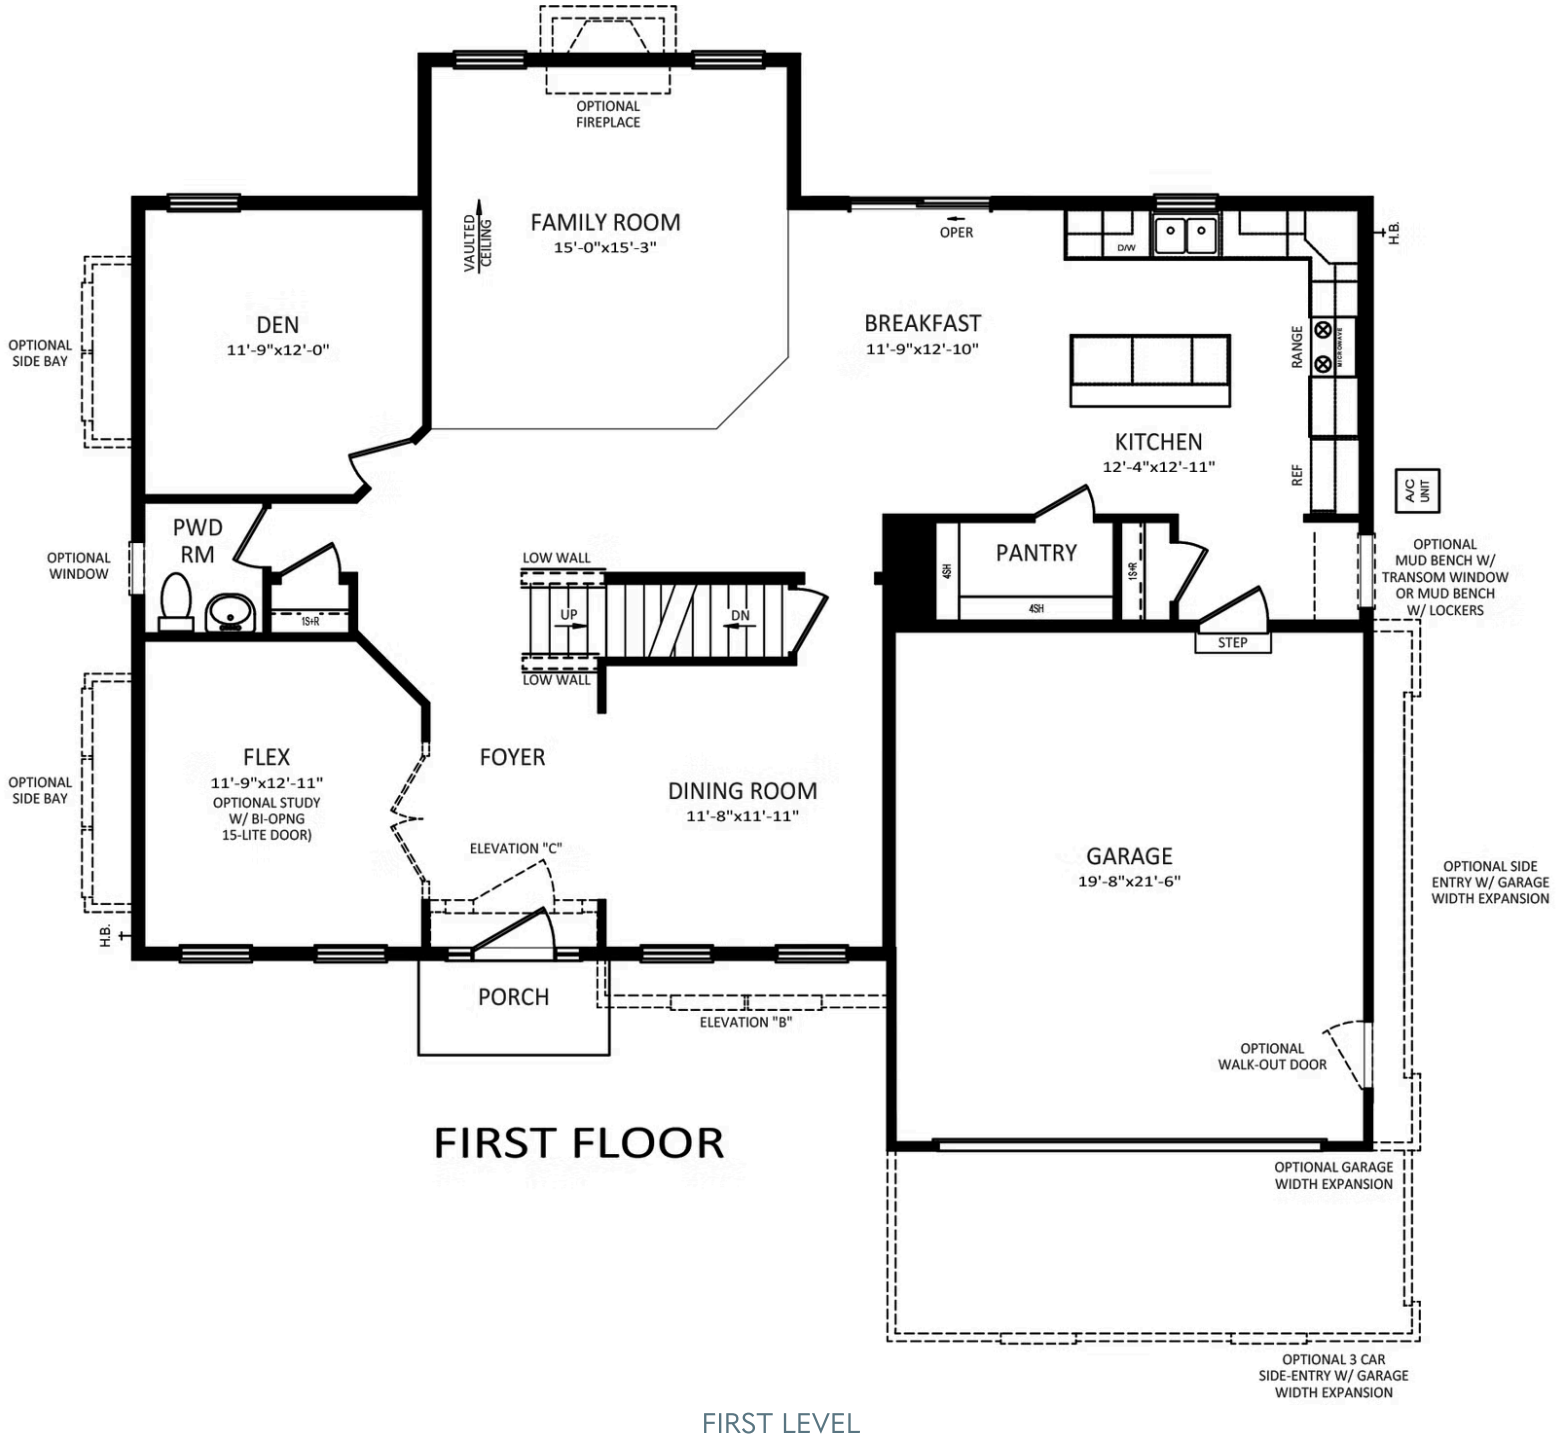 OPTIONAL
FIREPLACE
VAULTED
CEILING
FAMILY ROOM
15'-0"x15'-3"
OPER
D/W
H.B.
DEN
11'-9"x12'-0"
OPTIONAL
SIDE BAY
BREAKFAST
11'-9"x12'-10"
RANGE
MICROWAVE
KITCHEN
12'-4"x12'-11"
REF
A/C
UNIT
PWD
RM
OPTIONAL
WINDOW
1S+R
LOW WALL
UP
DN
LOW WALL
PANTRY
4SH
4SH
1S+R
OPTIONAL
MUD BENCH W/
TRANSOM WINDOW
OR MUD BENCH
W/ LOCKERS
STEP
FLEX
11'-9"x12'-11"
OPTIONAL STUDY
W/ BI-OPNG
15-LITE DOOR)
OPTIONAL
SIDE BAY
FOYER
DINING ROOM
11'-8"x11'-11"
ELEVATION "C"
GARAGE
19'-8"x21'-6"
OPTIONAL SIDE
ENTRY W/ GARAGE
WIDTH EXPANSION
H.B.
PORCH
ELEVATION "B"
OPTIONAL
WALK-OUT DOOR
FIRST FLOOR
OPTIONAL GARAGE
WIDTH EXPANSION
OPTIONAL 3 CAR
SIDE-ENTRY W/ GARAGE
WIDTH EXPANSION
FIRST LEVEL